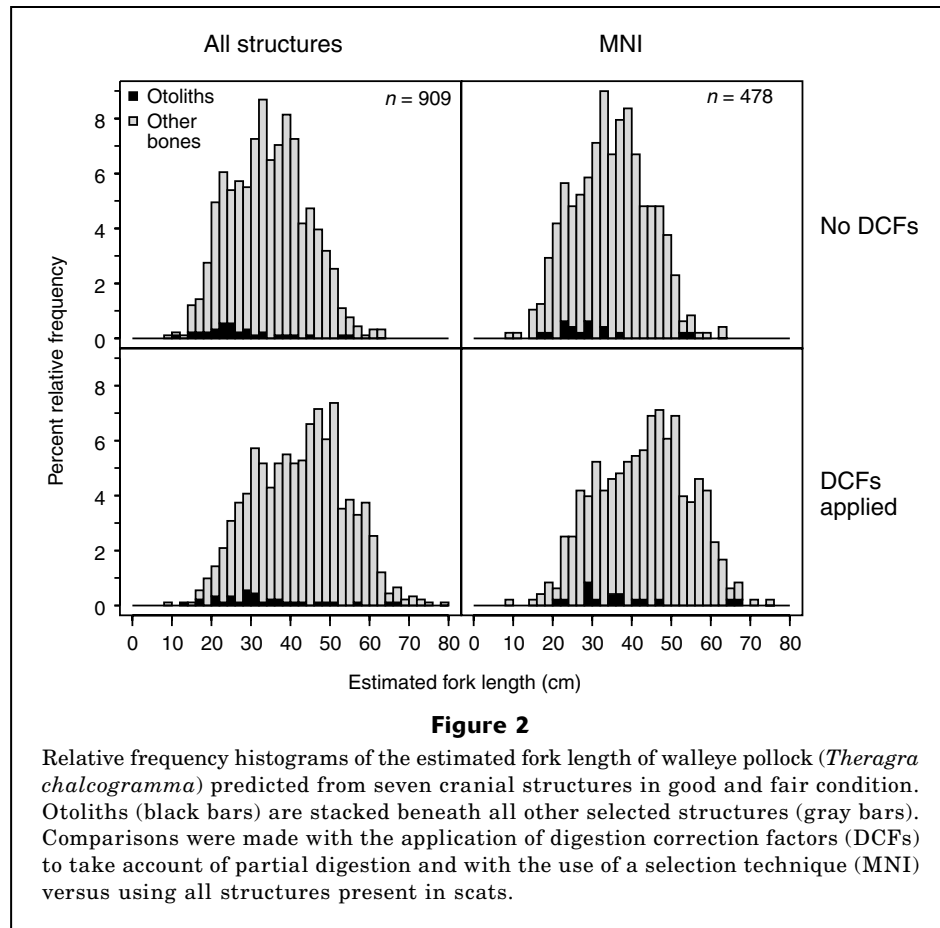 All structures
MNI
Otoliths
Other
bones
n = 909
n = 478
8
6
4
2
0
No DCFs
8
6
4
2
0
DCFs
applied
Percent relative frequency
0 10 20 30 40 50 60 70 80 0 10 20 30 40 50 60 70 80
Estimated fork length (cm)
Figure 2
Relative frequency histograms of the estimated fork length of walleye pollock (Theragra
chalcogramma) predicted from seven cranial structures in good and fair condition.
Otoliths (black bars) are stacked beneath all other selected structures (gray bars).
Comparisons were made with the application of digestion correction factors (DCFs)
to take account of partial digestion and with the use of a selection technique (MNI)
versus using all structures present in scats.